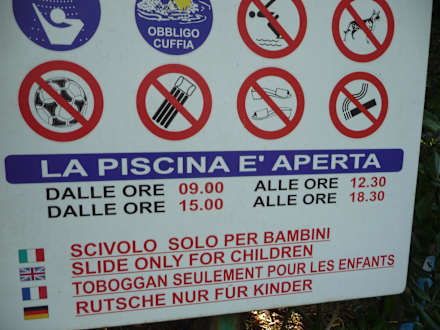 OBBLIGO
CUFFIA
LA PISCINA E' APERTA
DALLE ORE 09.00 ALLE ORE 12.30
DALLE ORE 15.00 ALLE ORE 18.30
SCIVOLO SOLO PER BAMBINI
SLIDE ONLY FOR CHILDREN
TOBOGGAN SEULEMENT POUR LES ENFANTS
RUTSCHE NUR FÚR KINDER